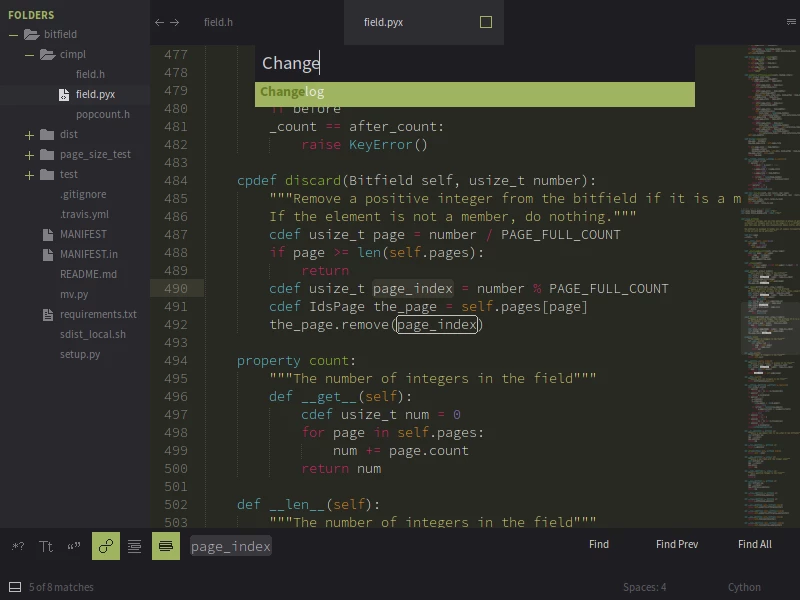 FOLDERS
bitfield
cimpl
field.h
field.pyx
popcount.h
dist
page_size_test
test
.gitignore
.travis.yml
MANIFEST
MANIFEST.in
README.md
mv.py
requirements.txt
sdist_local.sh
setup.py
field.h
field.pyx
Change
Changelog
477
478
479
480 if before
481 _count == after_count:
482 raise KeyError()
483
484 cpdef discard(Bitfield self, usize_t number):
485 """Remove a positive integer from the bitfield if it is a m
486 If the element is not a member, do nothing."""
487 cdef usize_t page = number / PAGE_FULL_COUNT
488 if page >= len(self.pages):
489 return
490 cdef usize_t page_index = number % PAGE_FULL_COUNT
491 cdef IdsPage the_page = self.pages[page]
492 the_page.remove(page_index)
493
494 property count:
495 """The number of integers in the field"""
496 def __get__(self):
497 cdef usize_t num = 0
498 for page in self.pages:
499 num += page.count
500 return num
501
502 def __len__(self):
503 """The number of integers in the field"""
.*? Tt “” page_index Find Find Prev Find All
5 of 8 matches Spaces: 4 Cython